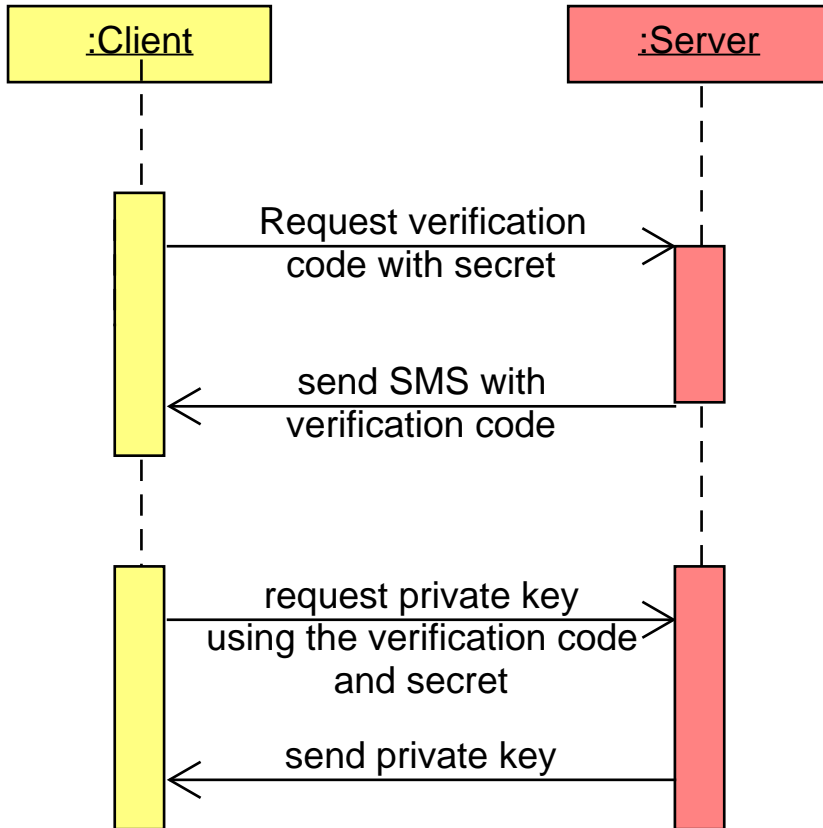 :Client
:Server
Request verification
code with secret
send SMS with
verification code
request private key
using the verification code
and secret
send private key